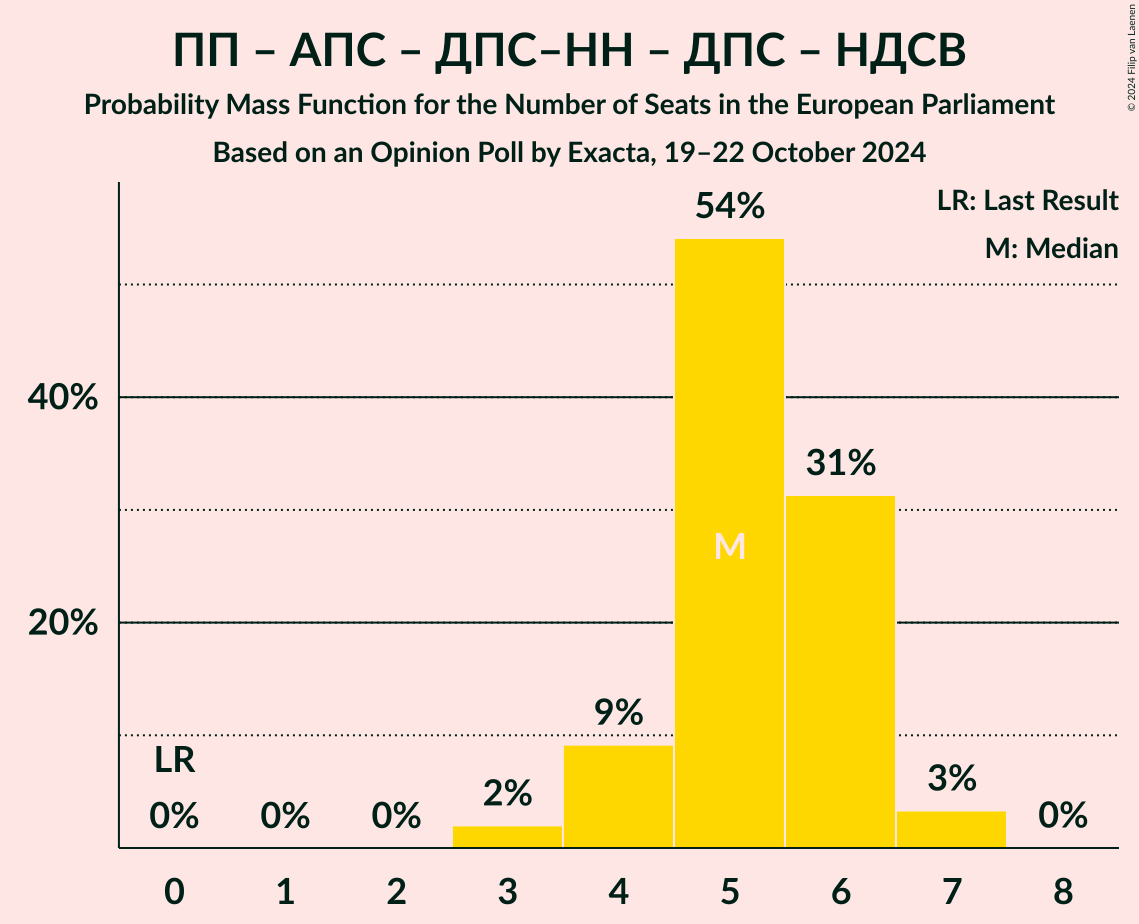 ПП – АПС – ДПС–НН – ДПС – НДСВ
Probability Mass Function for the Number of Seats in the European Parliament
Based on an Opinion Poll by Exacta, 19–22 October 2024
© 2024 Filip van Laenen
LR: Last Result
M: Median
54%
40%
31%
M
20%
9%
LR
2%
3%
0% 0% 0% 0%
0 1 2 3 4 5 6 7 8